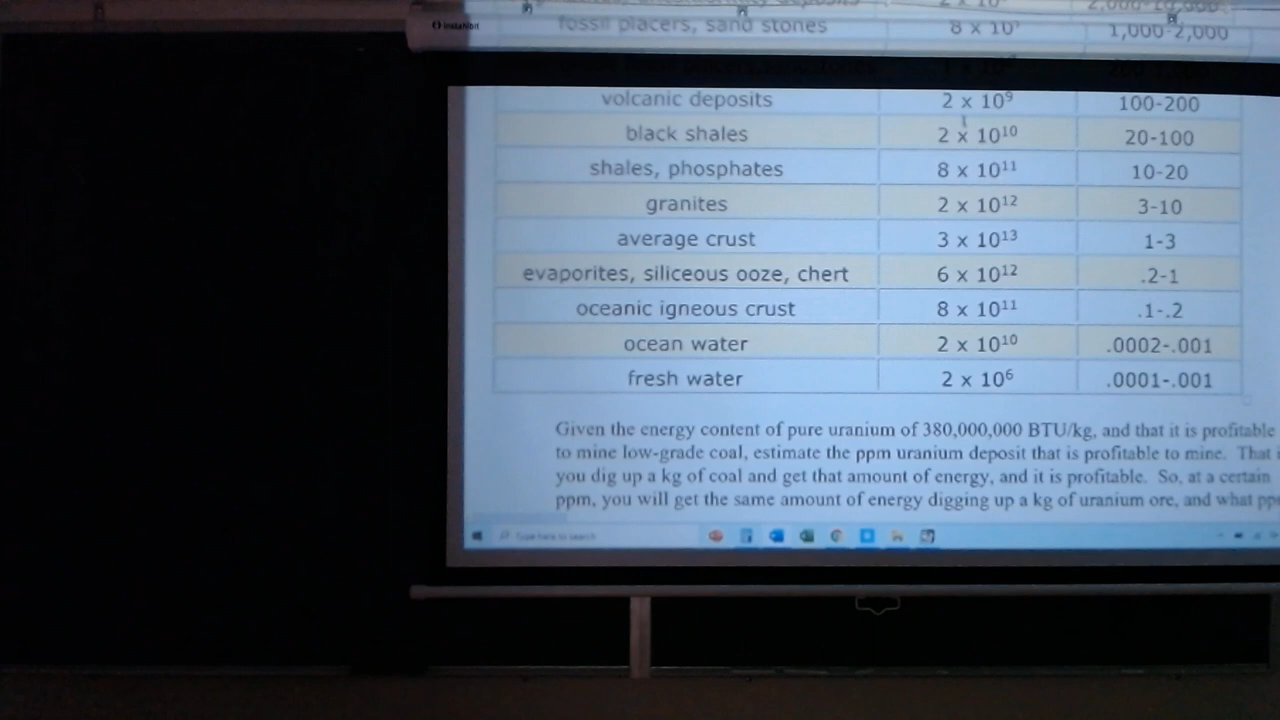 fossil placers, sand stones 8 x 10⁷ 1,000-2,000
InstaNort
volcanic deposits 2 x 10⁹ 100-200
black shales 2 x 10¹⁰ 20-100
shales, phosphates 8 x 10¹¹ 10-20
granites 2 x 10¹² 3-10
average crust 3 x 10¹³ 1-3
evaporites, siliceous ooze, chert 6 x 10¹² .2-1
oceanic igneous crust 8 x 10¹¹ .1-.2
ocean water 2 x 10¹⁰ .0002-.001
fresh water 2 x 10⁶ .0001-.001
Given the energy content of pure uranium of 380,000,000 BTU/kg, and that it is profitable
to mine low-grade coal, estimate the ppm uranium deposit that is profitable to mine. That
you dig up a kg of coal and get that amount of energy, and it is profitable. So, at a certain
ppm, you will get the same amount of energy digging up a kg of uranium ore, and what
Type here to search